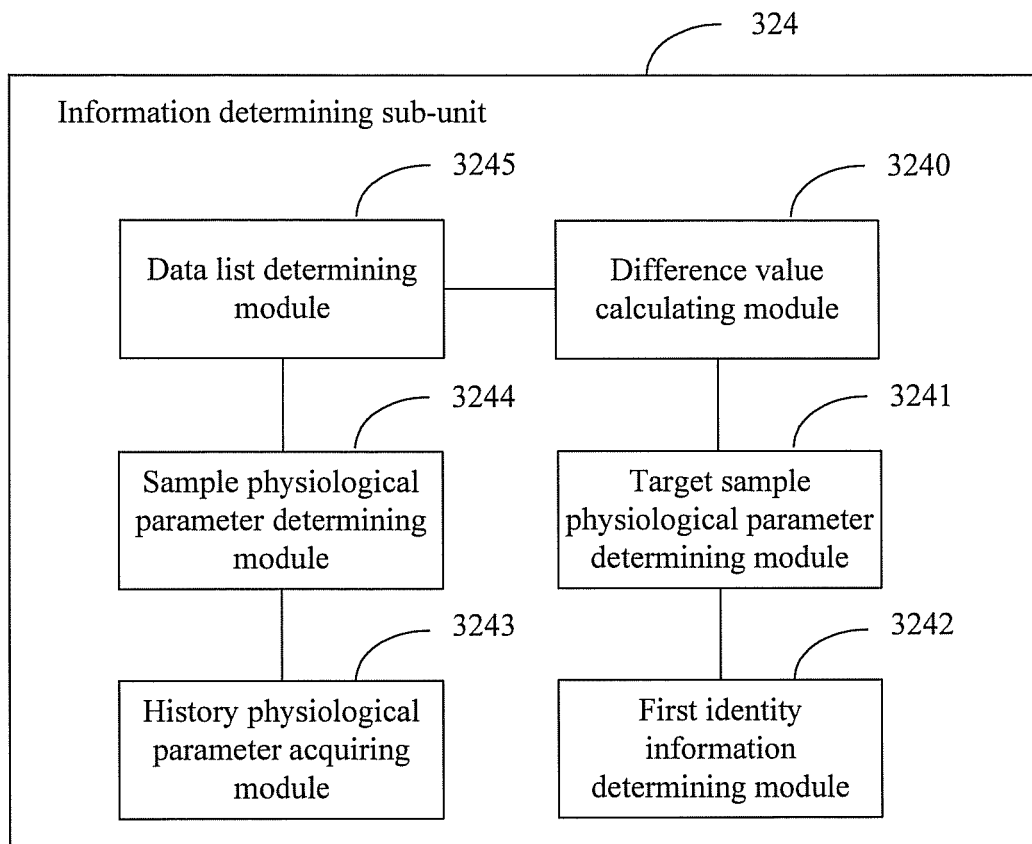 324
Information determining sub-unit
3245
3240
Data list determining
module
Difference value
calculating module
3244
3241
Sample physiological
parameter determining
module
Target sample
physiological parameter
determining module
3243
3242
History physiological
parameter acquiring
module
First identity
information
determining module